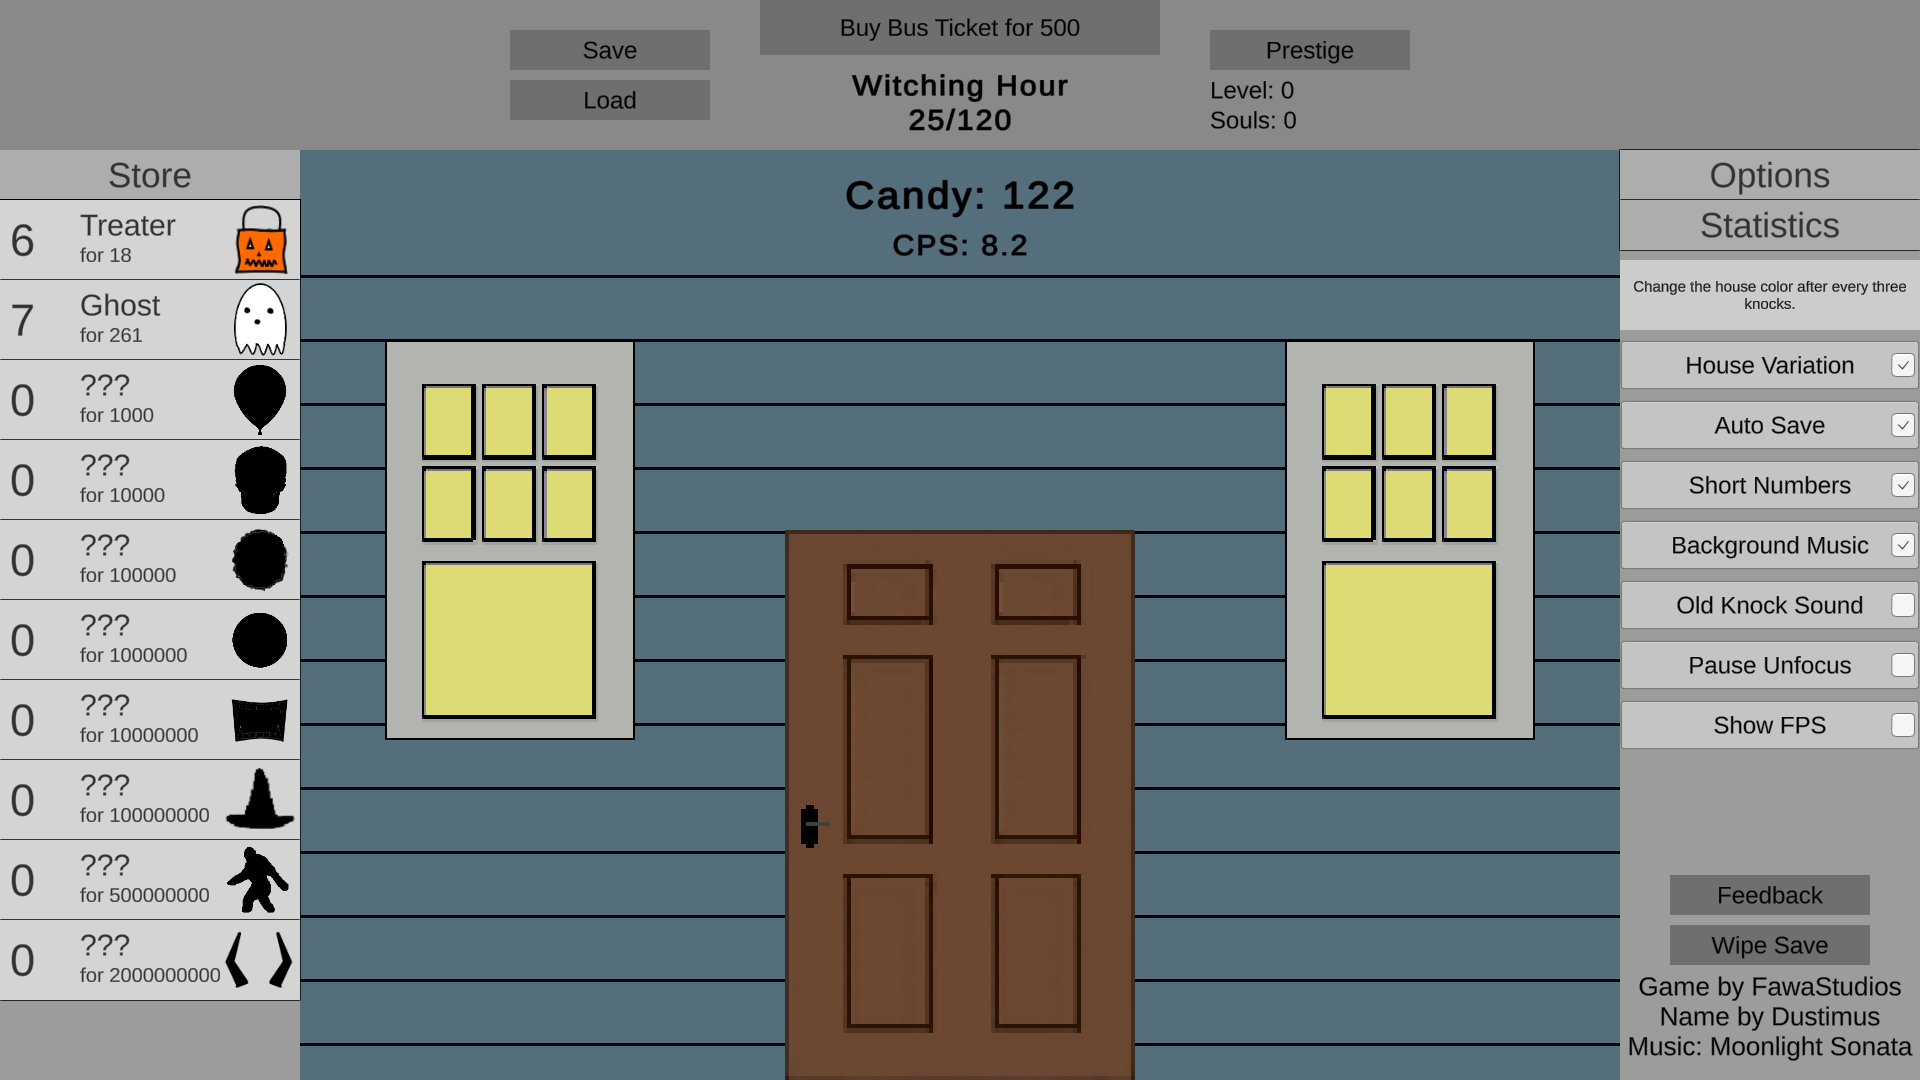 Buy Bus Ticket for 500
Save
Load
Witching Hour
25/120
Prestige
Level: 0
Souls: 0
Store
6
Treater
for 18
7
Ghost
for 261
0
???
for 1000
0
???
for 10000
0
???
for 100000
0
???
for 1000000
0
???
for 10000000
0
???
for 100000000
0
???
for 500000000
0
???
for 2000000000
Candy: 122
CPS: 8.2
Options
Statistics
Change the house color after every three
knocks.
House Variation
Auto Save
Short Numbers
Background Music
Old Knock Sound
Pause Unfocus
Show FPS
Feedback
Wipe Save
Game by FawaStudios
Name by Dustimus
Music: Moonlight Sonata